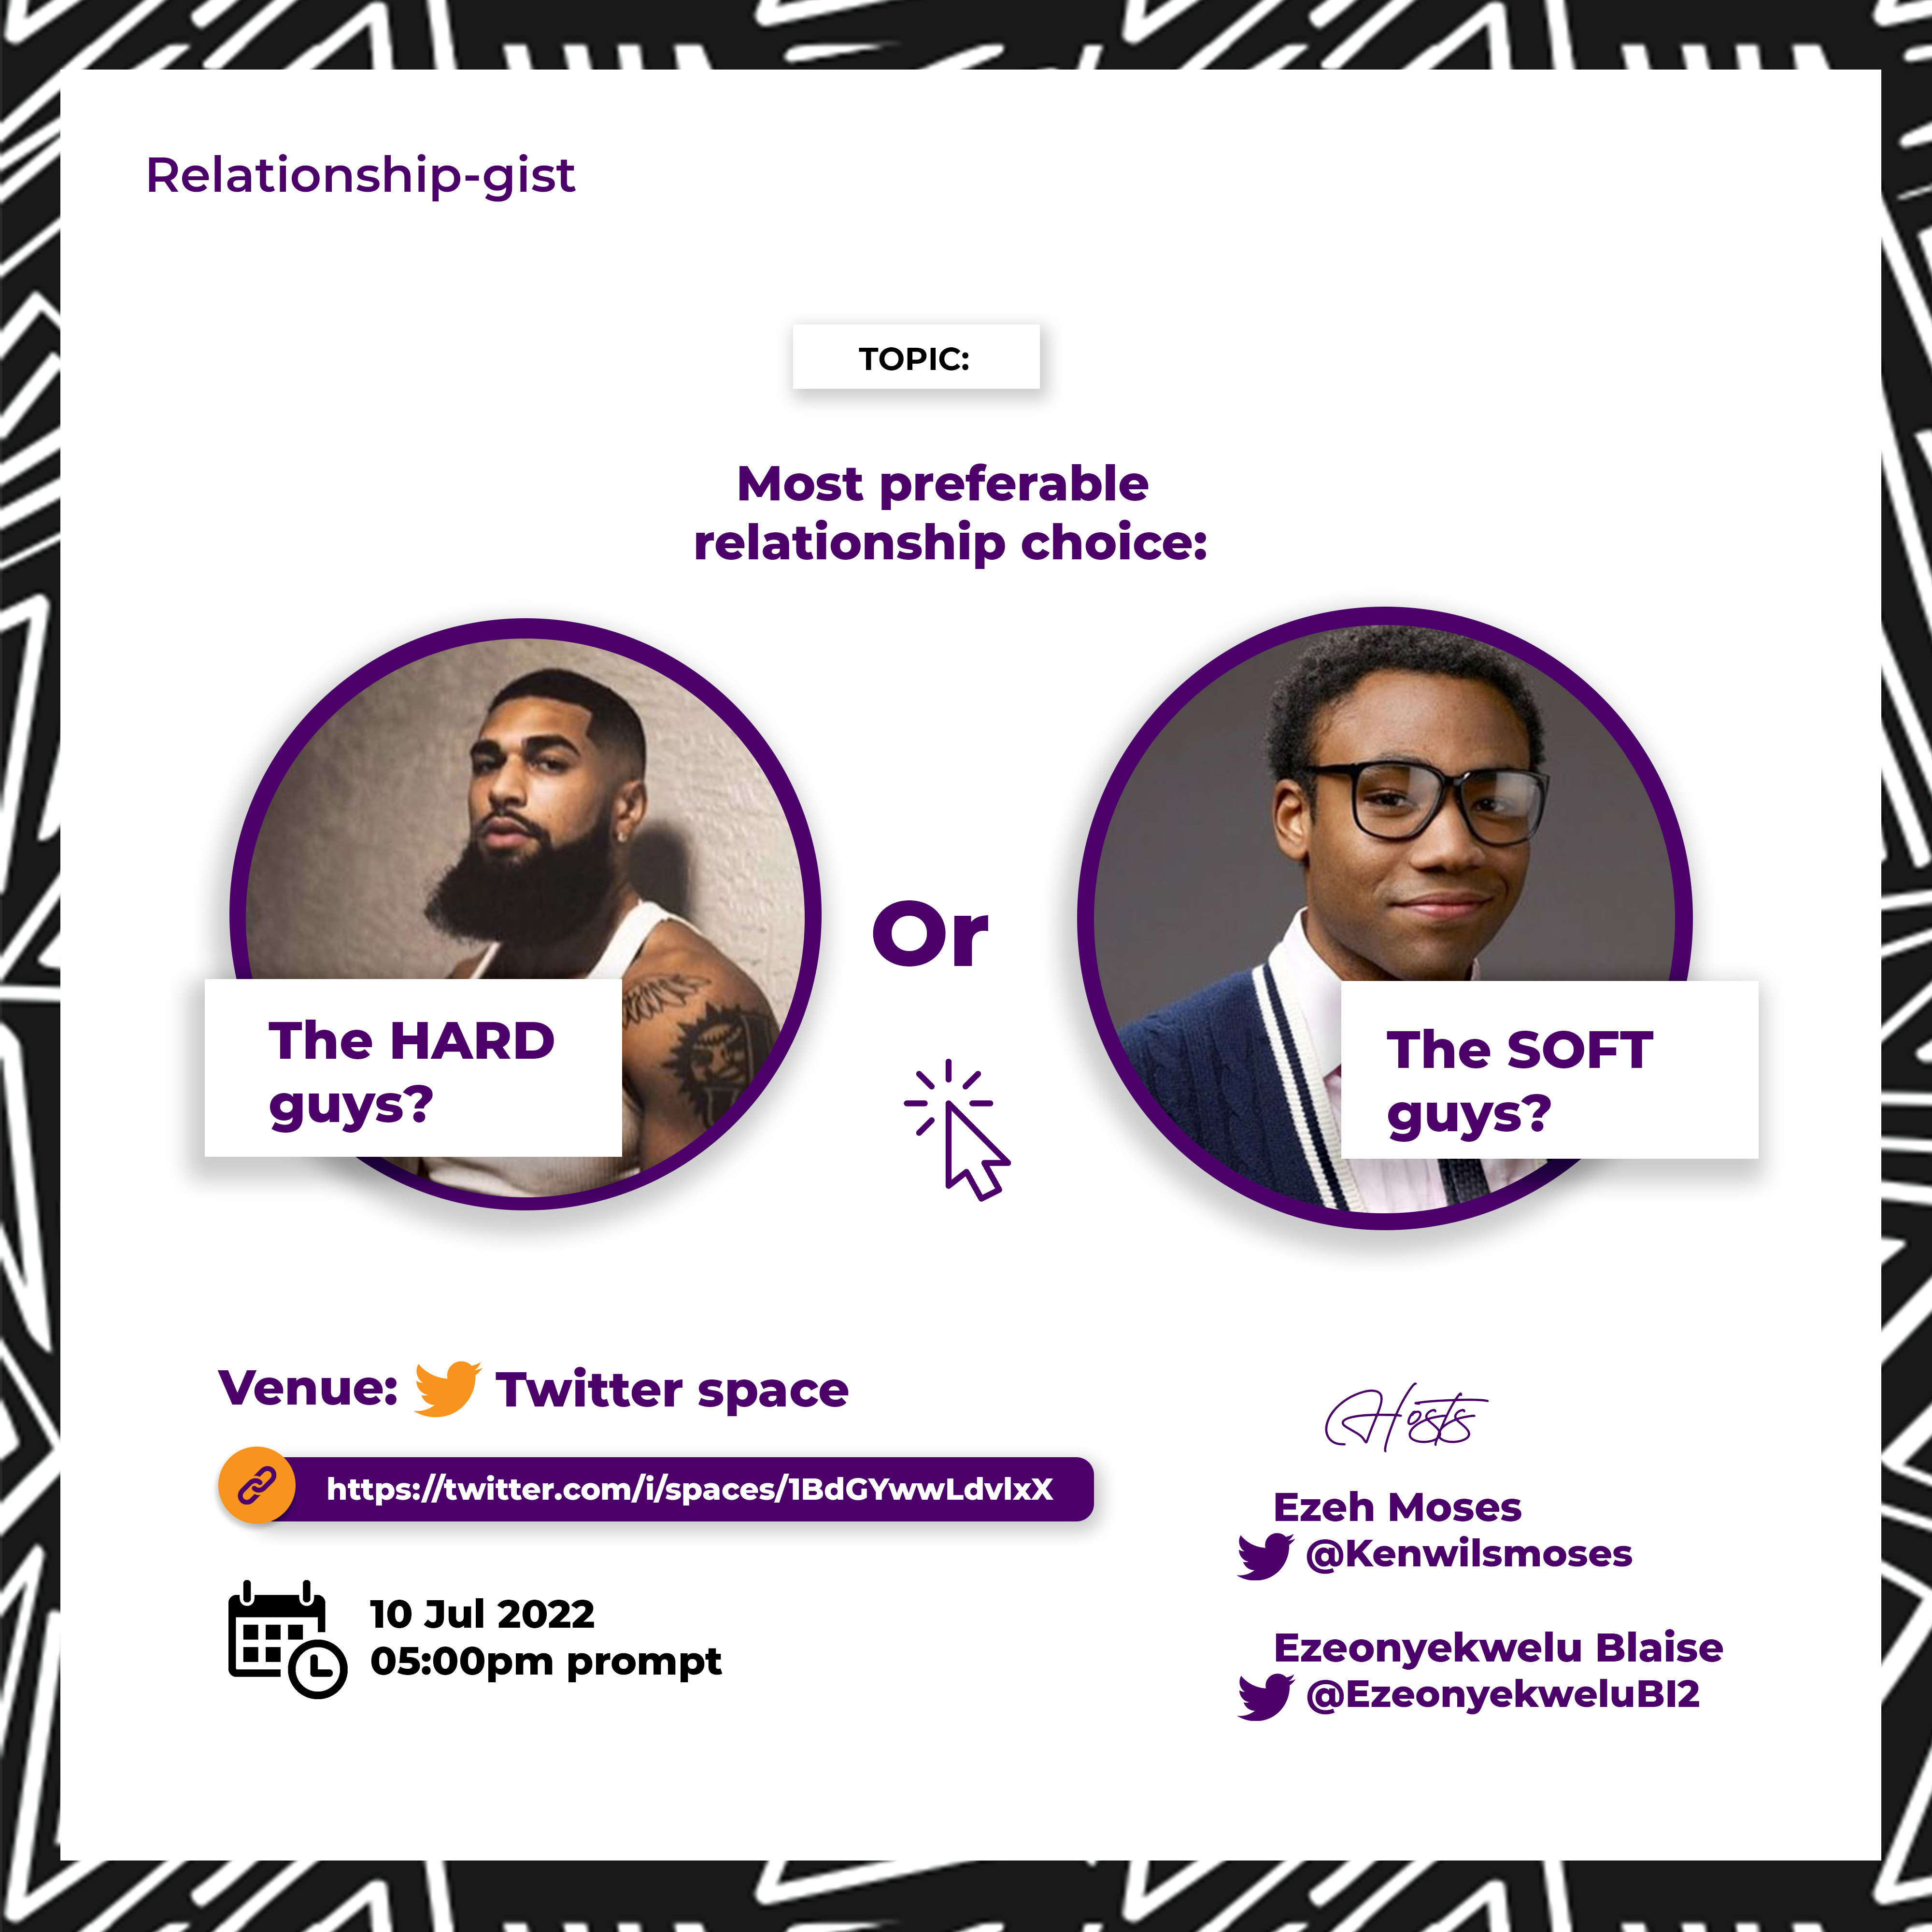 Relationship-gist
TOPIC:
Most preferable
relationship choice:
The HARD
guys?
Or
The SOFT
guys?
Venue: Twitter space
https://twitter.com/i/spaces/1BdGYwwLdvlxX
10 Jul 2022
05:00pm prompt
Hosts
Ezeh Moses
@Kenwilsmoses
Ezeonyekwelu Blaise
@EzeonyekweluBI2